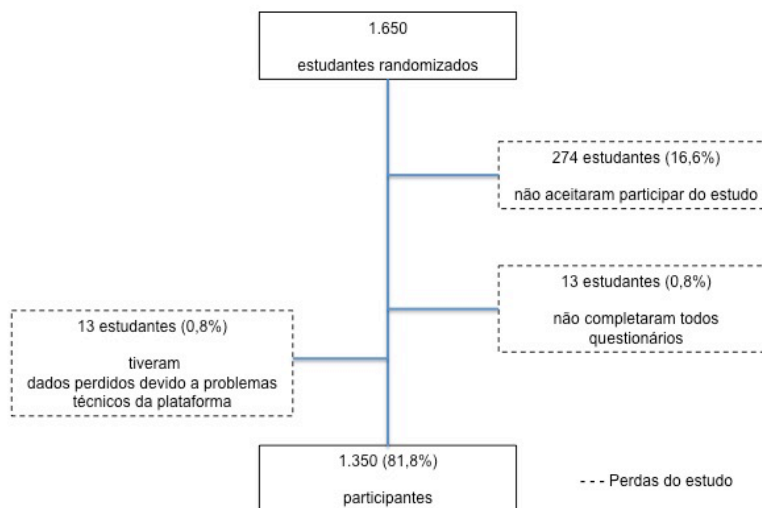 1.650
estudantes randomizados
274 estudantes (16,6%)
não aceitaram participar do estudo
13 estudantes (0,8%)
não completaram todos
questionários
13 estudantes (0,8%)
tiveram
dados perdidos devido a problemas
técnicos da plataforma
1.350 (81,8%)
participantes
- - - Perdas do estudo